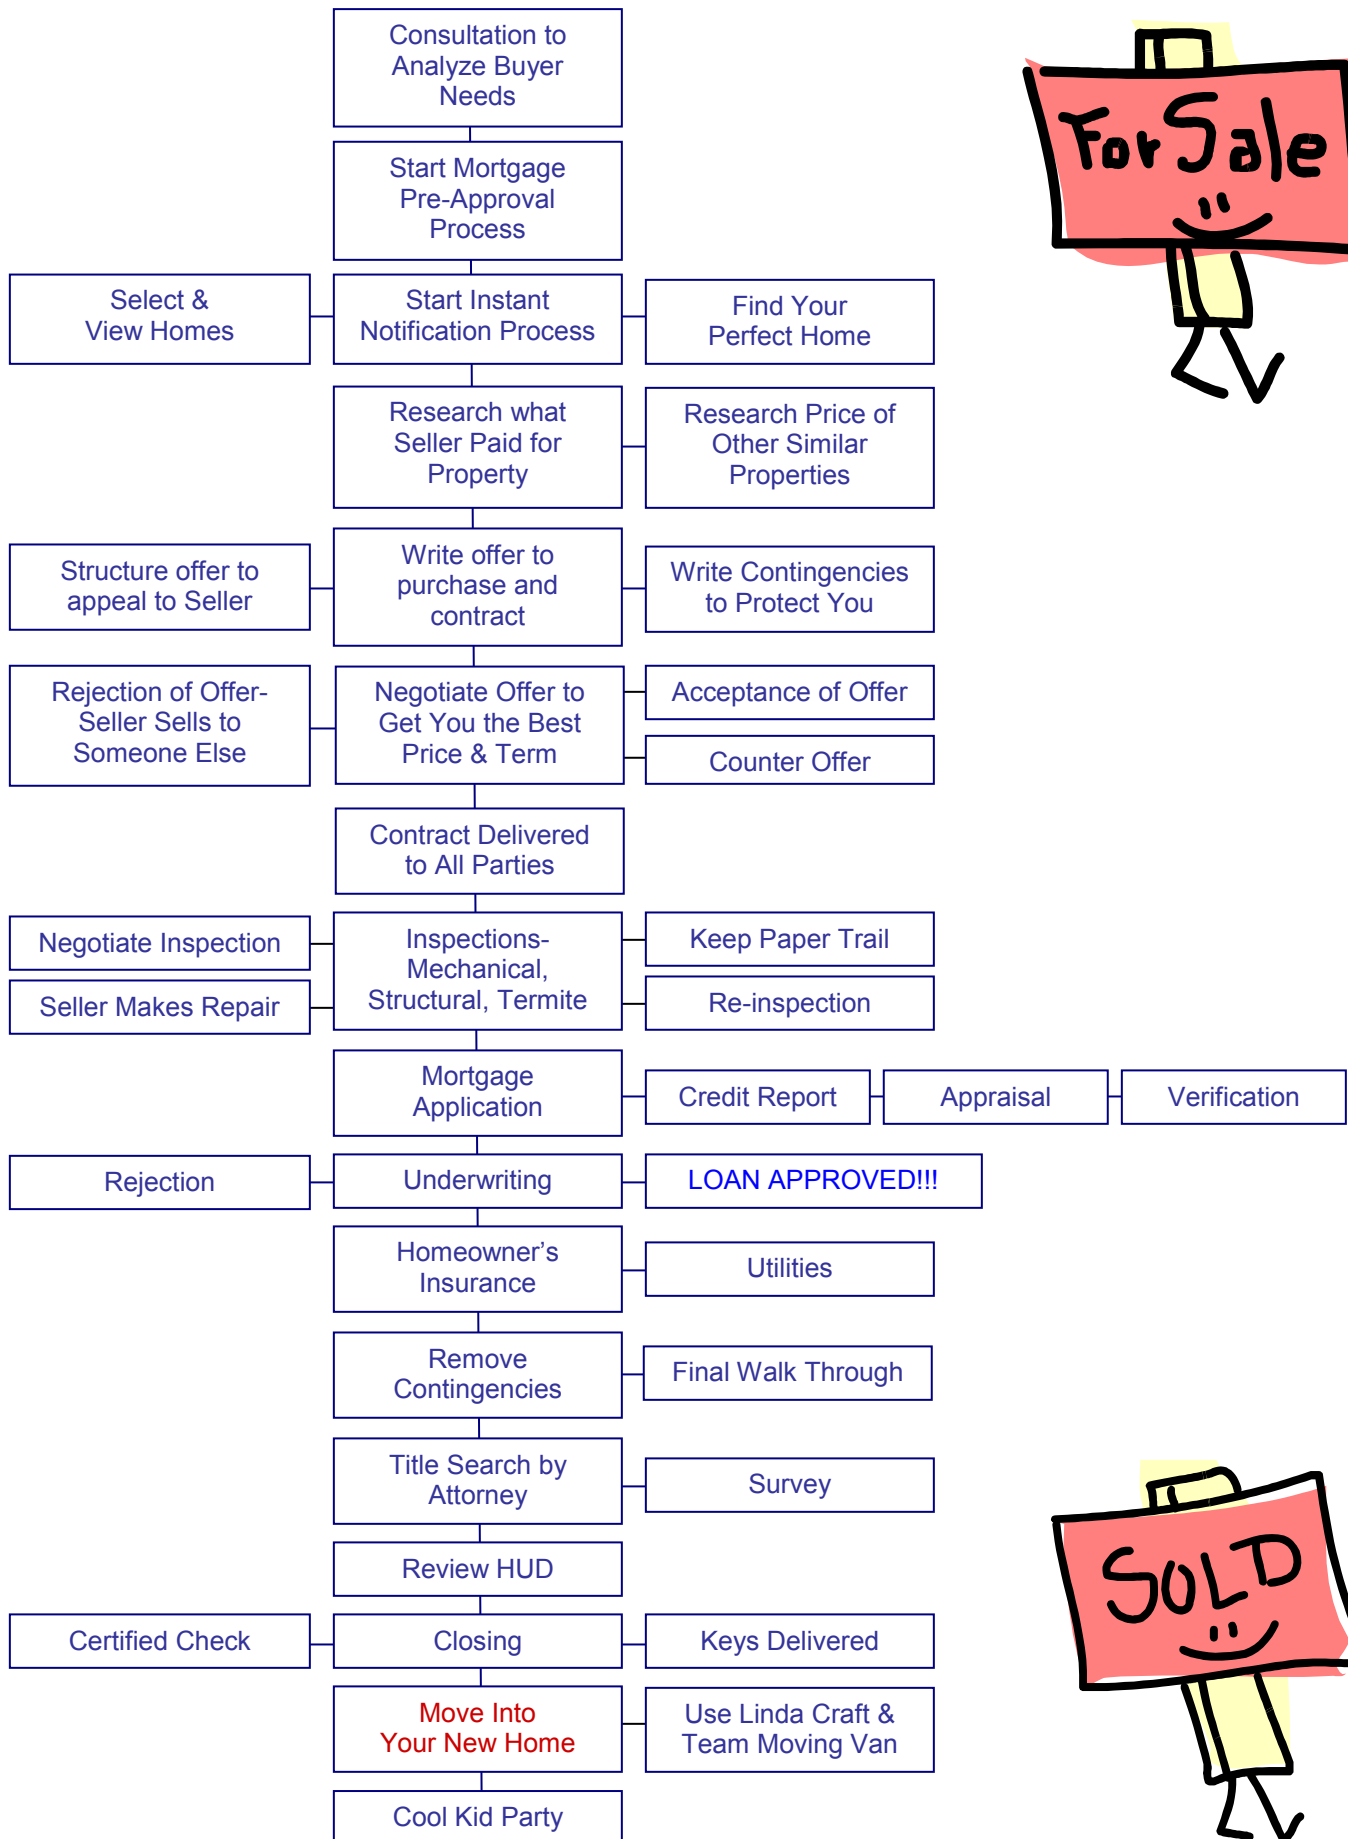 Consultation to
Analyze Buyer
Needs
For Sale
Start Mortgage
Pre-Approval
Process
Select &
View Homes
Start Instant
Notification Process
Find Your
Perfect Home
Research what
Seller Paid for
Property
Research Price of
Other Similar
Properties
Structure offer to
appeal to Seller
Write offer to
purchase and
contract
Write Contingencies
to Protect You
Rejection of Offer-
Seller Sells to
Someone Else
Negotiate Offer to
Get You the Best
Price & Term
Acceptance of Offer
Counter Offer
Contract Delivered
to All Parties
Negotiate Inspection
Seller Makes Repair
Inspections-
Mechanical,
Structural, Termite
Keep Paper Trail
Re-inspection
Mortgage
Application
Credit Report
Appraisal
Verification
Rejection
Underwriting
LOAN APPROVED!!!
Homeowner’s
Insurance
Utilities
Remove
Contingencies
Final Walk Through
Title Search by
Attorney
Survey
Review HUD
SOLD
Certified Check
Closing
Keys Delivered
Move Into
Your New Home
Use Linda Craft &
Team Moving Van
Cool Kid Party